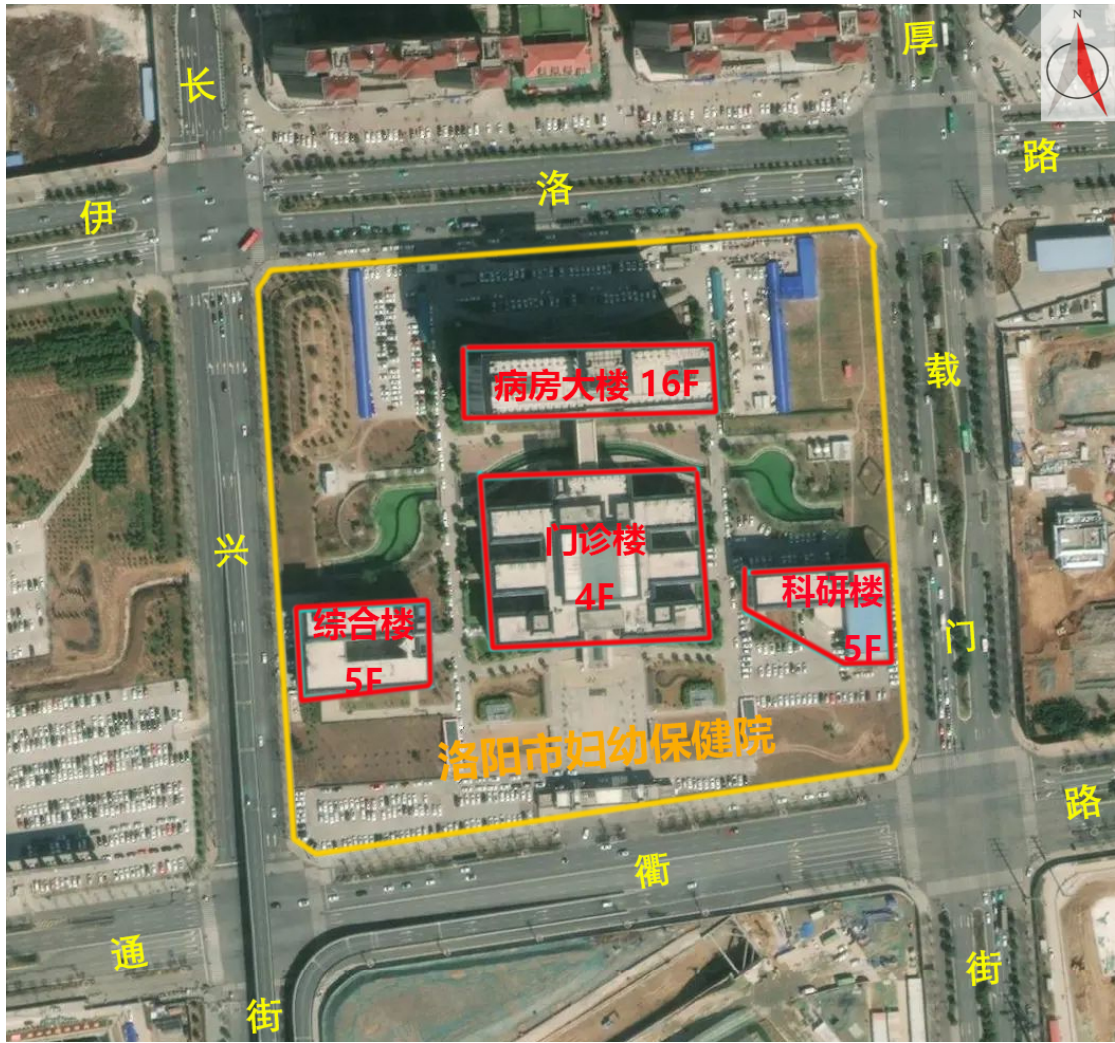 N
厚
长
伊 洛 路
载
病房大楼 16F
兴
门诊楼
4F
科研楼
5F
综合楼
5F
门
洛阳市妇幼保健院
通 衢 路
街
街